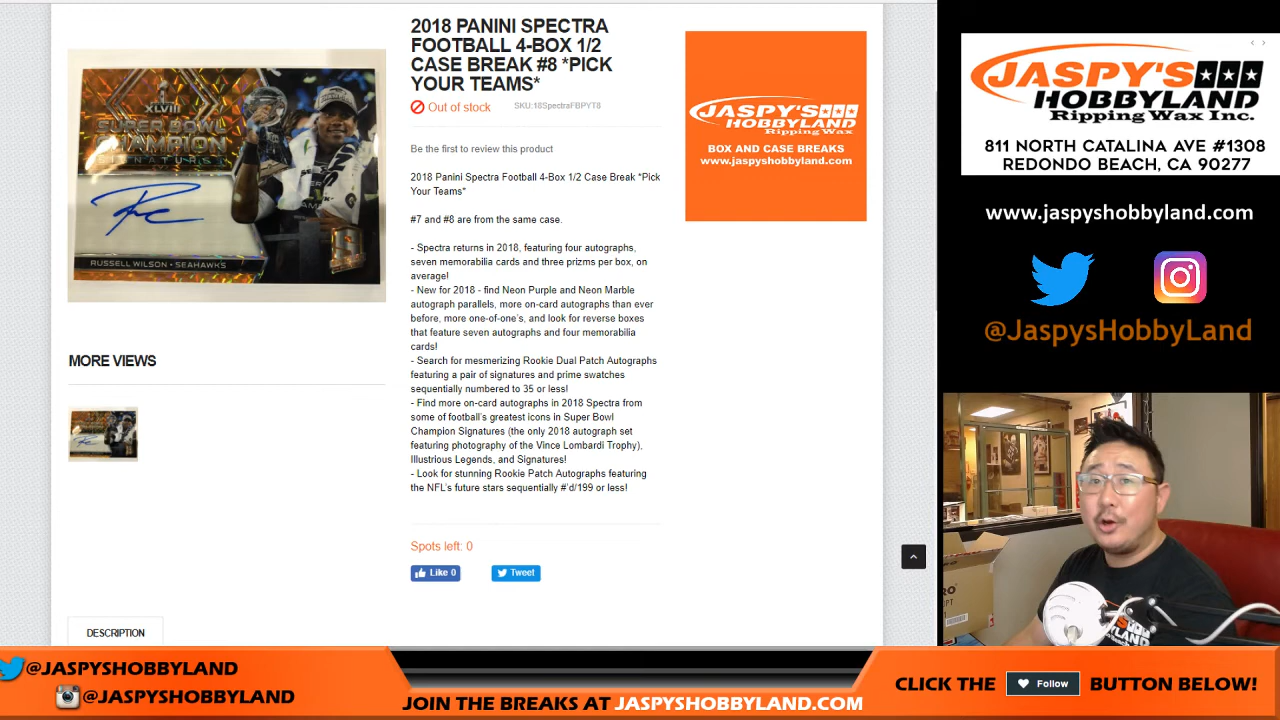 2018 PANINI SPECTRA
FOOTBALL 4-BOX 1/2
CASE BREAK #8 *PICK
YOUR TEAMS*
Out of stock
SKU:18SpectraFBPYT8
Be the first to review this product
2018 Panini Spectra Football 4-Box 1/2 Case Break *Pick
Your Teams*
#7 and #8 are from the same case.
- Spectra returns in 2018, featuring four autographs,
seven memorabilia cards and three prizms per box, on
average!
- New for 2018 - find Neon Purple and Neon Marble
autograph parallels, more on-card autographs than ever
before, more one-of-one's, and look for reverse boxes
that feature seven autographs and four memorabilia
cards!
- Search for mesmerizing Rookie Dual Patch Autographs
featuring a pair of signatures and prime swatches
sequentially numbered to 35 or less!
- Find more on-card autographs in 2018 Spectra from
some of football's greatest icons in Super Bowl
Champion Signatures (the only 2018 autograph set
featuring photography of the Vince Lombardi Trophy),
Illustrious Legends, and Signatures!
- Look for stunning Rookie Patch Autographs featuring
the NFL's future stars sequentially #'d/199 or less!
Spots left: 0
Like 0
Tweet
XLVIII
SUPER BOWL
CHAMPION
SIGNATURES
RUSSELL WILSON • SEAHAWKS
MORE VIEWS
DESCRIPTION
JASPY'S
HOBBYLAND
Ripping Wax Inc.
BOX AND CASE BREAKS
www.jaspyshobbyland.com
JASPY'S
HOBBYLAND
Ripping Wax Inc.
811 NORTH CATALINA AVE #1308
REDONDO BEACH, CA 90277
www.jaspyshobbyland.com
@JaspysHobbyLand
@JASPYSHOBBYLAND
@JASPYSHOBBYLAND
JOIN THE BREAKS AT JASPYSHOBBYLAND.COM
CLICK THE Follow BUTTON BELOW!